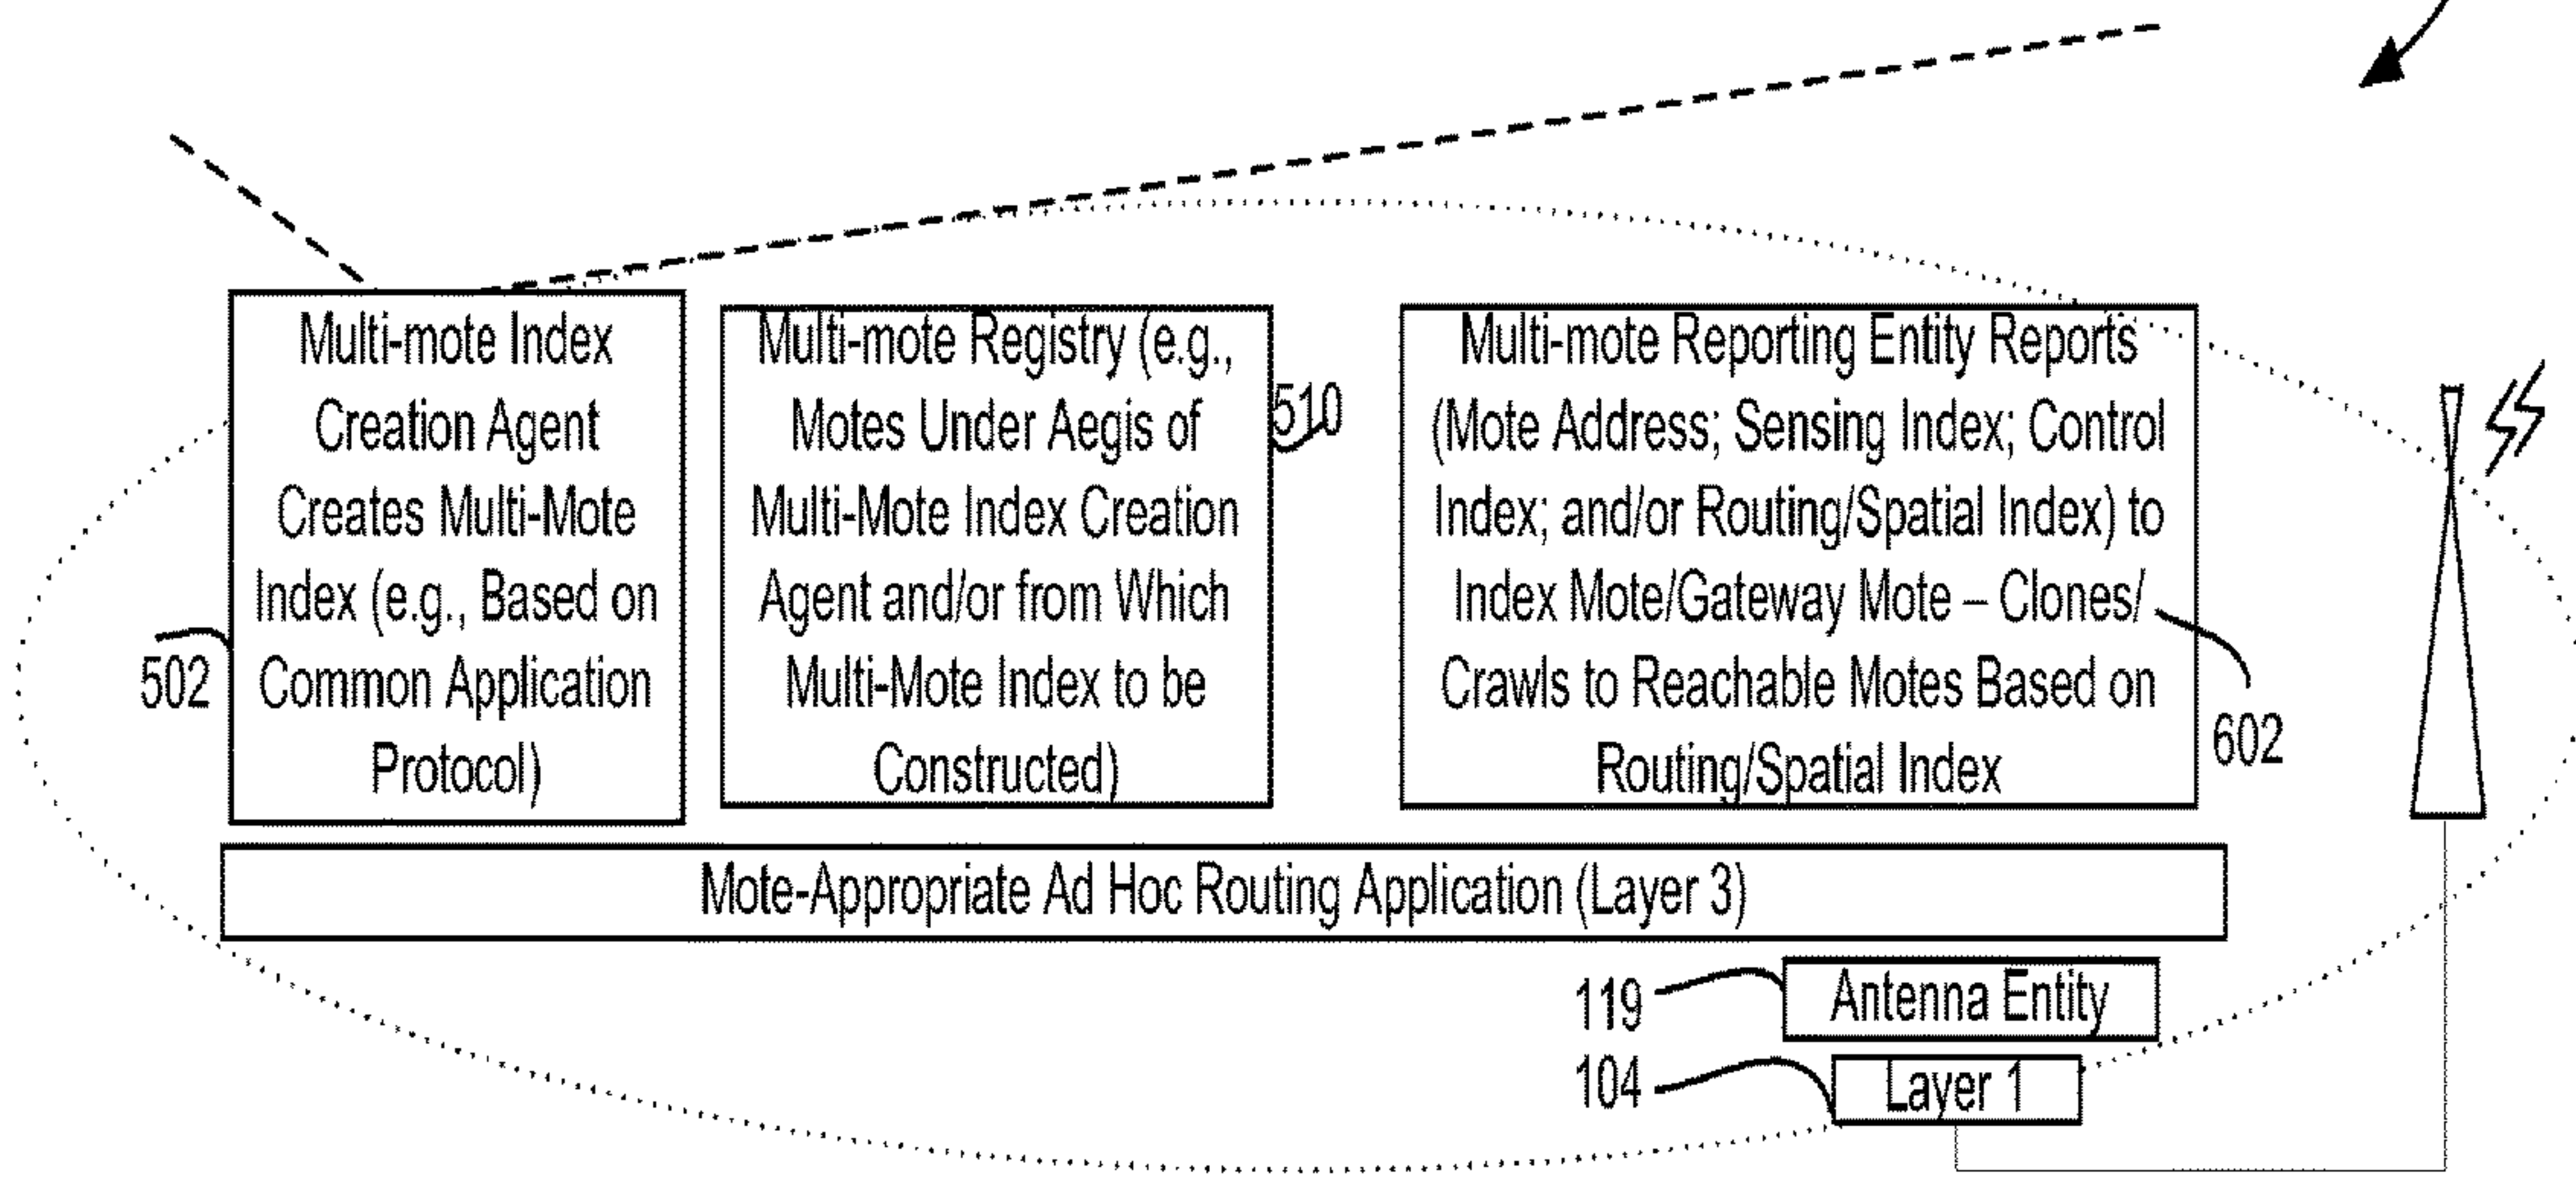 Multi-mote Index
Creation Agent
Creates Multi-Mote
Index (e.g., Based on
Common Application
Protocol)
502
Multi-mote Registry (e.g.,
Motes Under Aegis of
Multi-Mote Index Creation
Agent and/or from Which
Multi-Mote Index to be
Constructed)
510
Multi-mote Reporting Entity Reports
(Mote Address; Sensing Index; Control
Index; and/or Routing/Spatial Index) to
Index Mote/Gateway Mote – Clones/
Crawls to Reachable Motes Based on
Routing/Spatial Index
602
Mote-Appropriate Ad Hoc Routing Application (Layer 3)
119
Antenna Entity
104
Layer 1